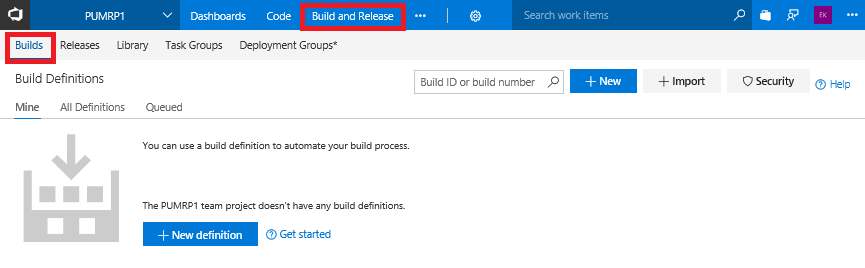 PUMRP1 Dashboards Code Build and Release ••• Search work items EK •••
Builds Releases Library Task Groups Deployment Groups*
Build Definitions Build ID or build number + New + Import Security Help
Mine All Definitions Queued
You can use a build definition to automate your build process.
The PUMRP1 team project doesn't have any build definitions.
+ New definition Get started